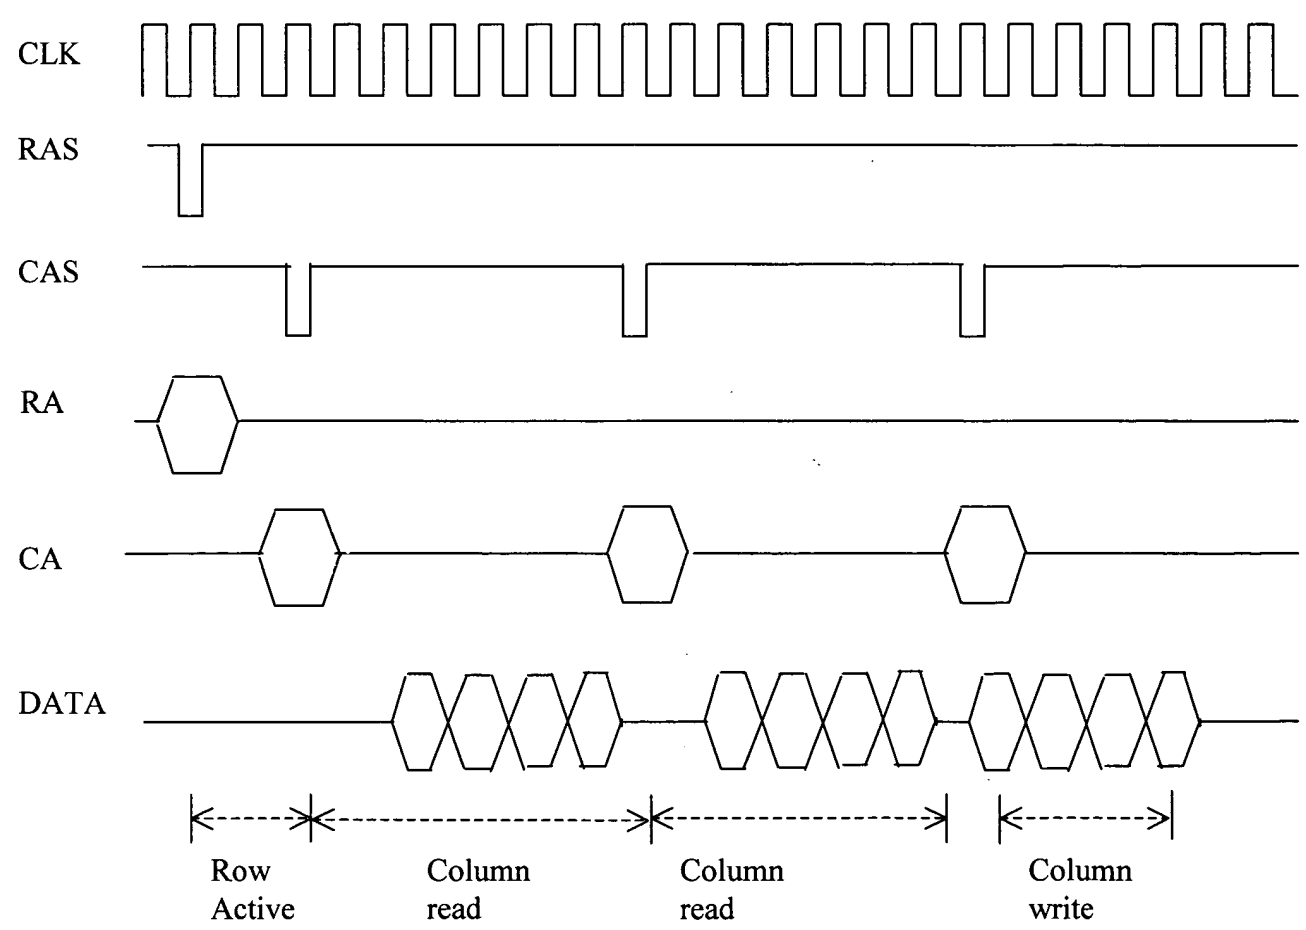 CLK
RAS
CAS
RA
CA
DATA
Row
Active
Column
read
Column
read
Column
write